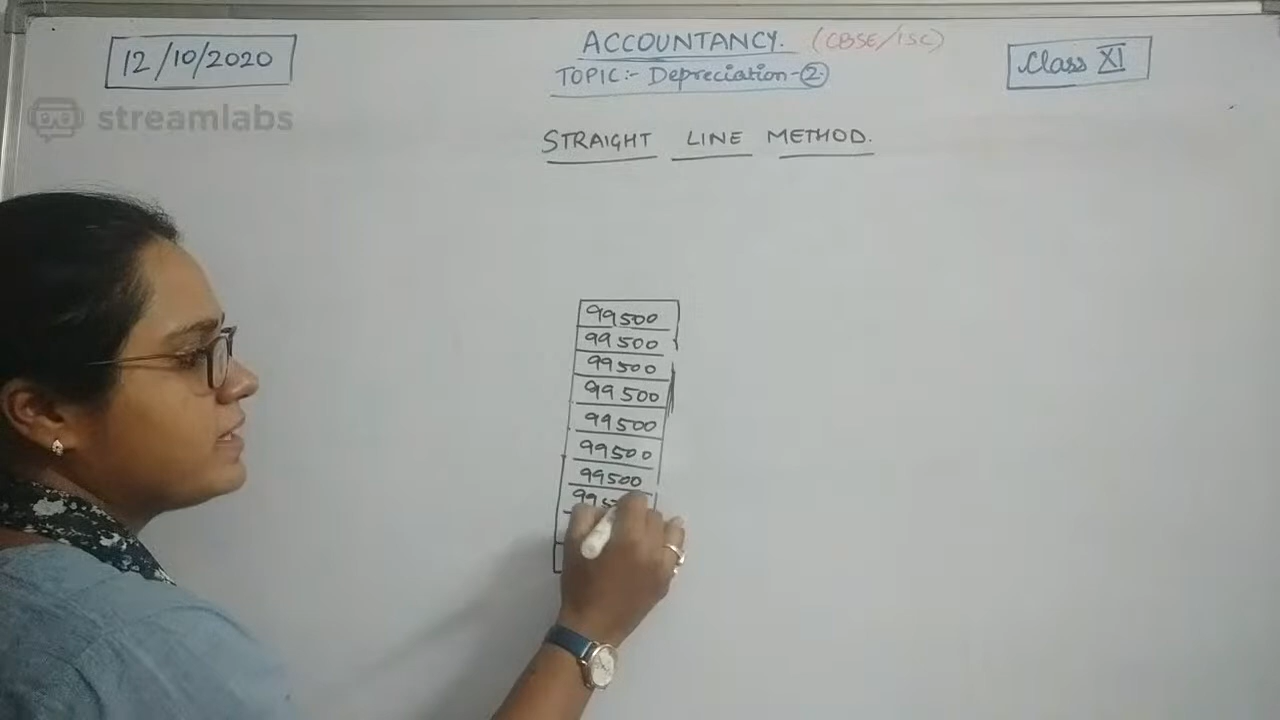 12/10/2020
ACCOUNTANCY. (CBSE/ISC)
TOPIC:- Depreciation-②
Class XI
streamlabs
STRAIGHT LINE METHOD.
99500
99500
99500
99500
99500
99500
99500